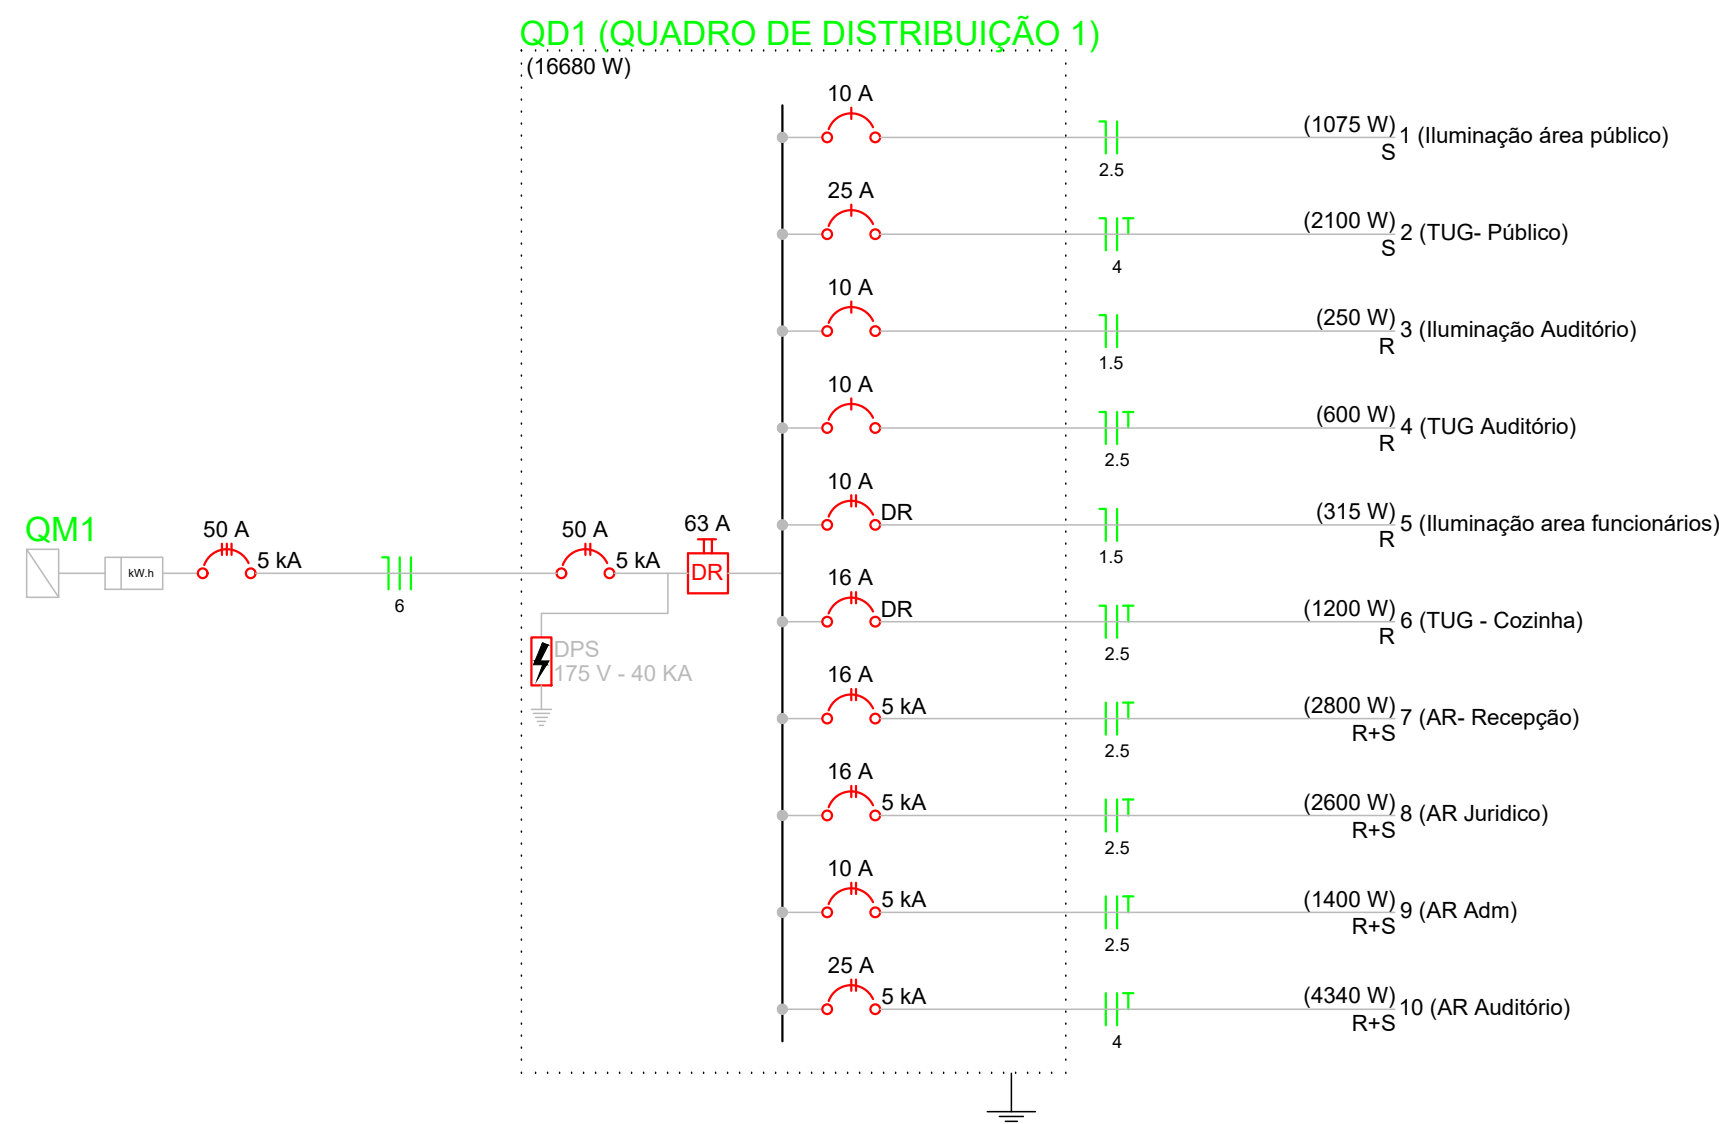 QD1 (QUADRO DE DISTRIBUIÇÃO 1)
(16680 W)
10 A
2.5
(1075 W)
S
1 (Iluminação área público)
25 A
4
(2100 W)
S
2 (TUG- Público)
10 A
1.5
(250 W)
R
3 (Iluminação Auditório)
10 A
2.5
(600 W)
R
4 (TUG Auditório)
10 A
DR
1.5
(315 W)
R
5 (Iluminação area funcionários)
QM1
kW.h
50 A
5 kA
6
50 A
5 kA
63 A
DR
DPS
175 V - 40 KA
16 A
DR
2.5
(1200 W)
R
6 (TUG - Cozinha)
16 A
5 kA
2.5
(2800 W)
R+S
7 (AR- Recepção)
16 A
5 kA
2.5
(2600 W)
R+S
8 (AR Juridico)
10 A
5 kA
2.5
(1400 W)
R+S
9 (AR Adm)
25 A
5 kA
4
(4340 W)
R+S
10 (AR Auditório)